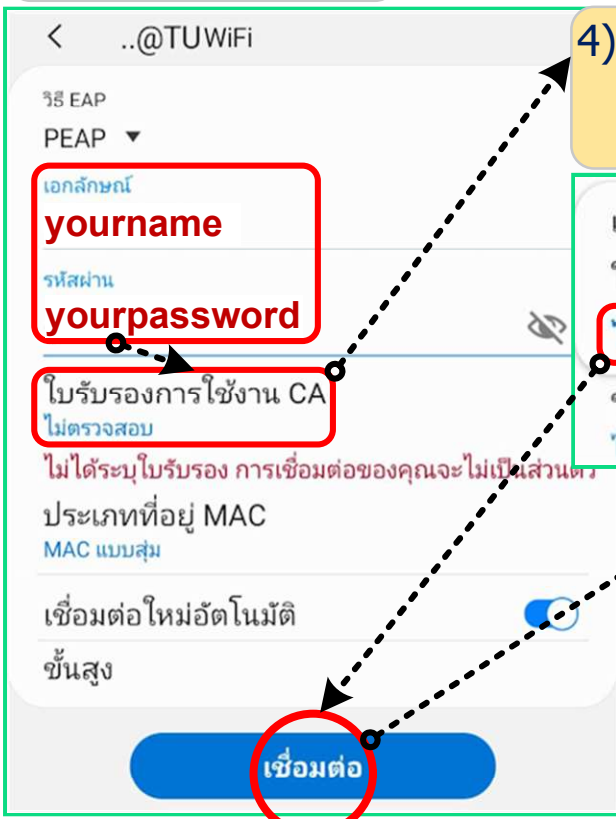 ..@TUWiFi
4)
วิธี EAP
PEAP
เอกลักษณ์
yourname
รหัสผ่าน
yourpassword
ใบรับรองการใช้งาน CA
ไม่ตรวจสอบ
ไม่ได้ระบุใบรับรอง การเชื่อมต่อของคุณจะไม่เป็นส่วนตัว
ประเภทที่อยู่ MAC
MAC แบบสุ่ม
เชื่อมต่อใหม่อัตโนมัติ
ขั้นสูง
เชื่อมต่อ